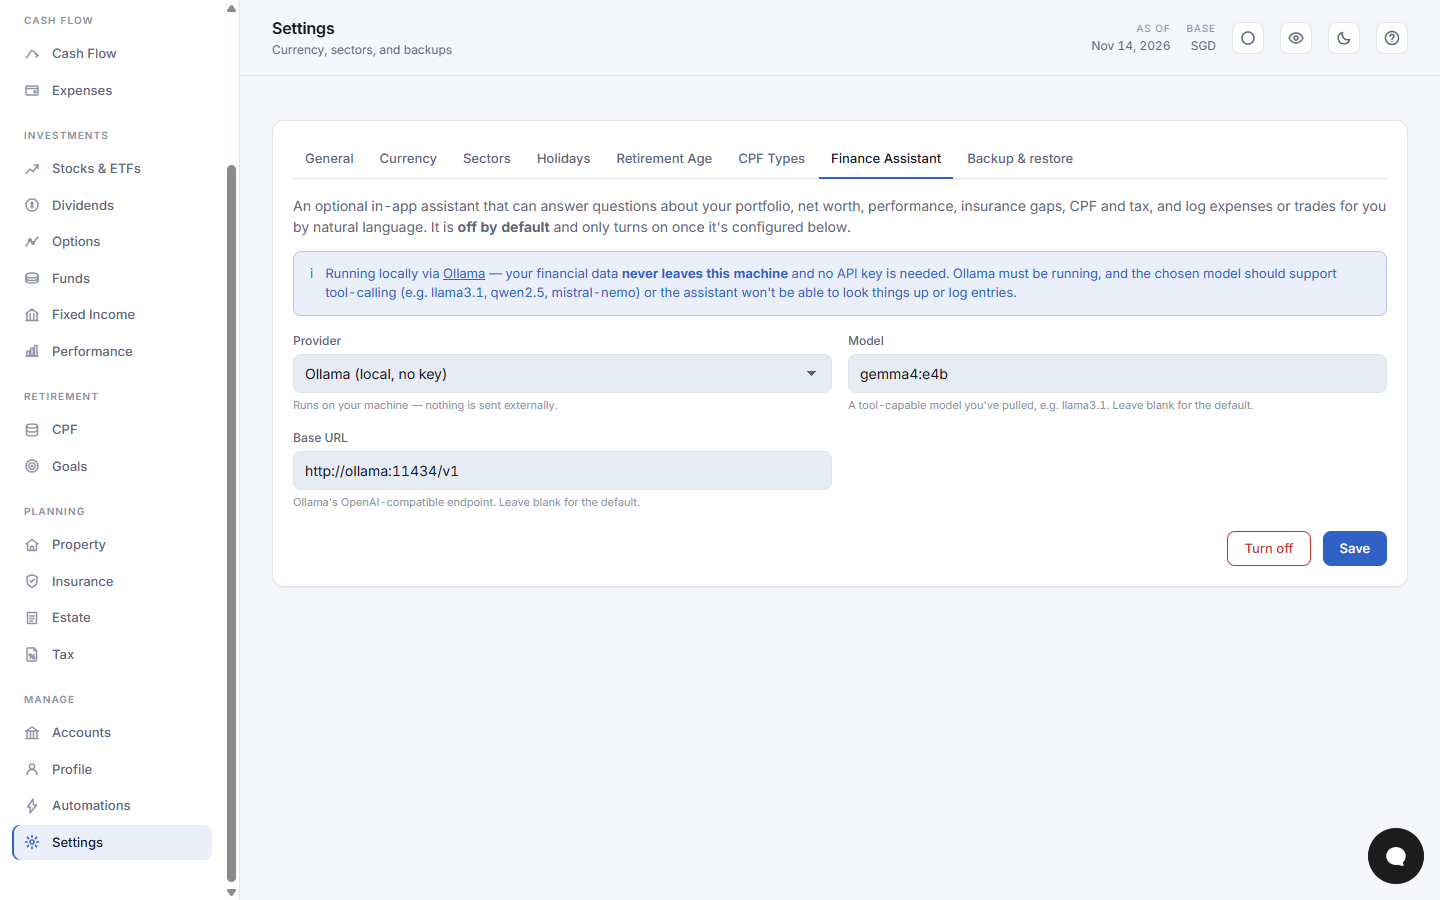 CASH FLOW
Cash Flow
Expenses
INVESTMENTS
Stocks & ETFs
Dividends
Options
Funds
Fixed Income
Performance
RETIREMENT
CPF
Goals
PLANNING
Property
Insurance
Estate
Tax
MANAGE
Accounts
Profile
Automations
Settings
Settings
Currency, sectors, and backups
AS OF
Nov 14, 2026
BASE
SGD
General
Currency
Sectors
Holidays
Retirement Age
CPF Types
Finance Assistant
Backup & restore
An optional in-app assistant that can answer questions about your portfolio, net worth, performance, insurance gaps, CPF and tax, and log expenses or trades for you
by natural language. It is off by default and only turns on once it's configured below.
i
Running locally via Ollama — your financial data never leaves this machine and no API key is needed. Ollama must be running, and the chosen model should support
tool-calling (e.g. llama3.1, qwen2.5, mistral-nemo) or the assistant won't be able to look things up or log entries.
Provider
Ollama (local, no key)
Runs on your machine — nothing is sent externally.
Model
gemma4:e4b
A tool-capable model you've pulled, e.g. llama3.1. Leave blank for the default.
Base URL
http://ollama:11434/v1
Ollama's OpenAI-compatible endpoint. Leave blank for the default.
Turn off
Save